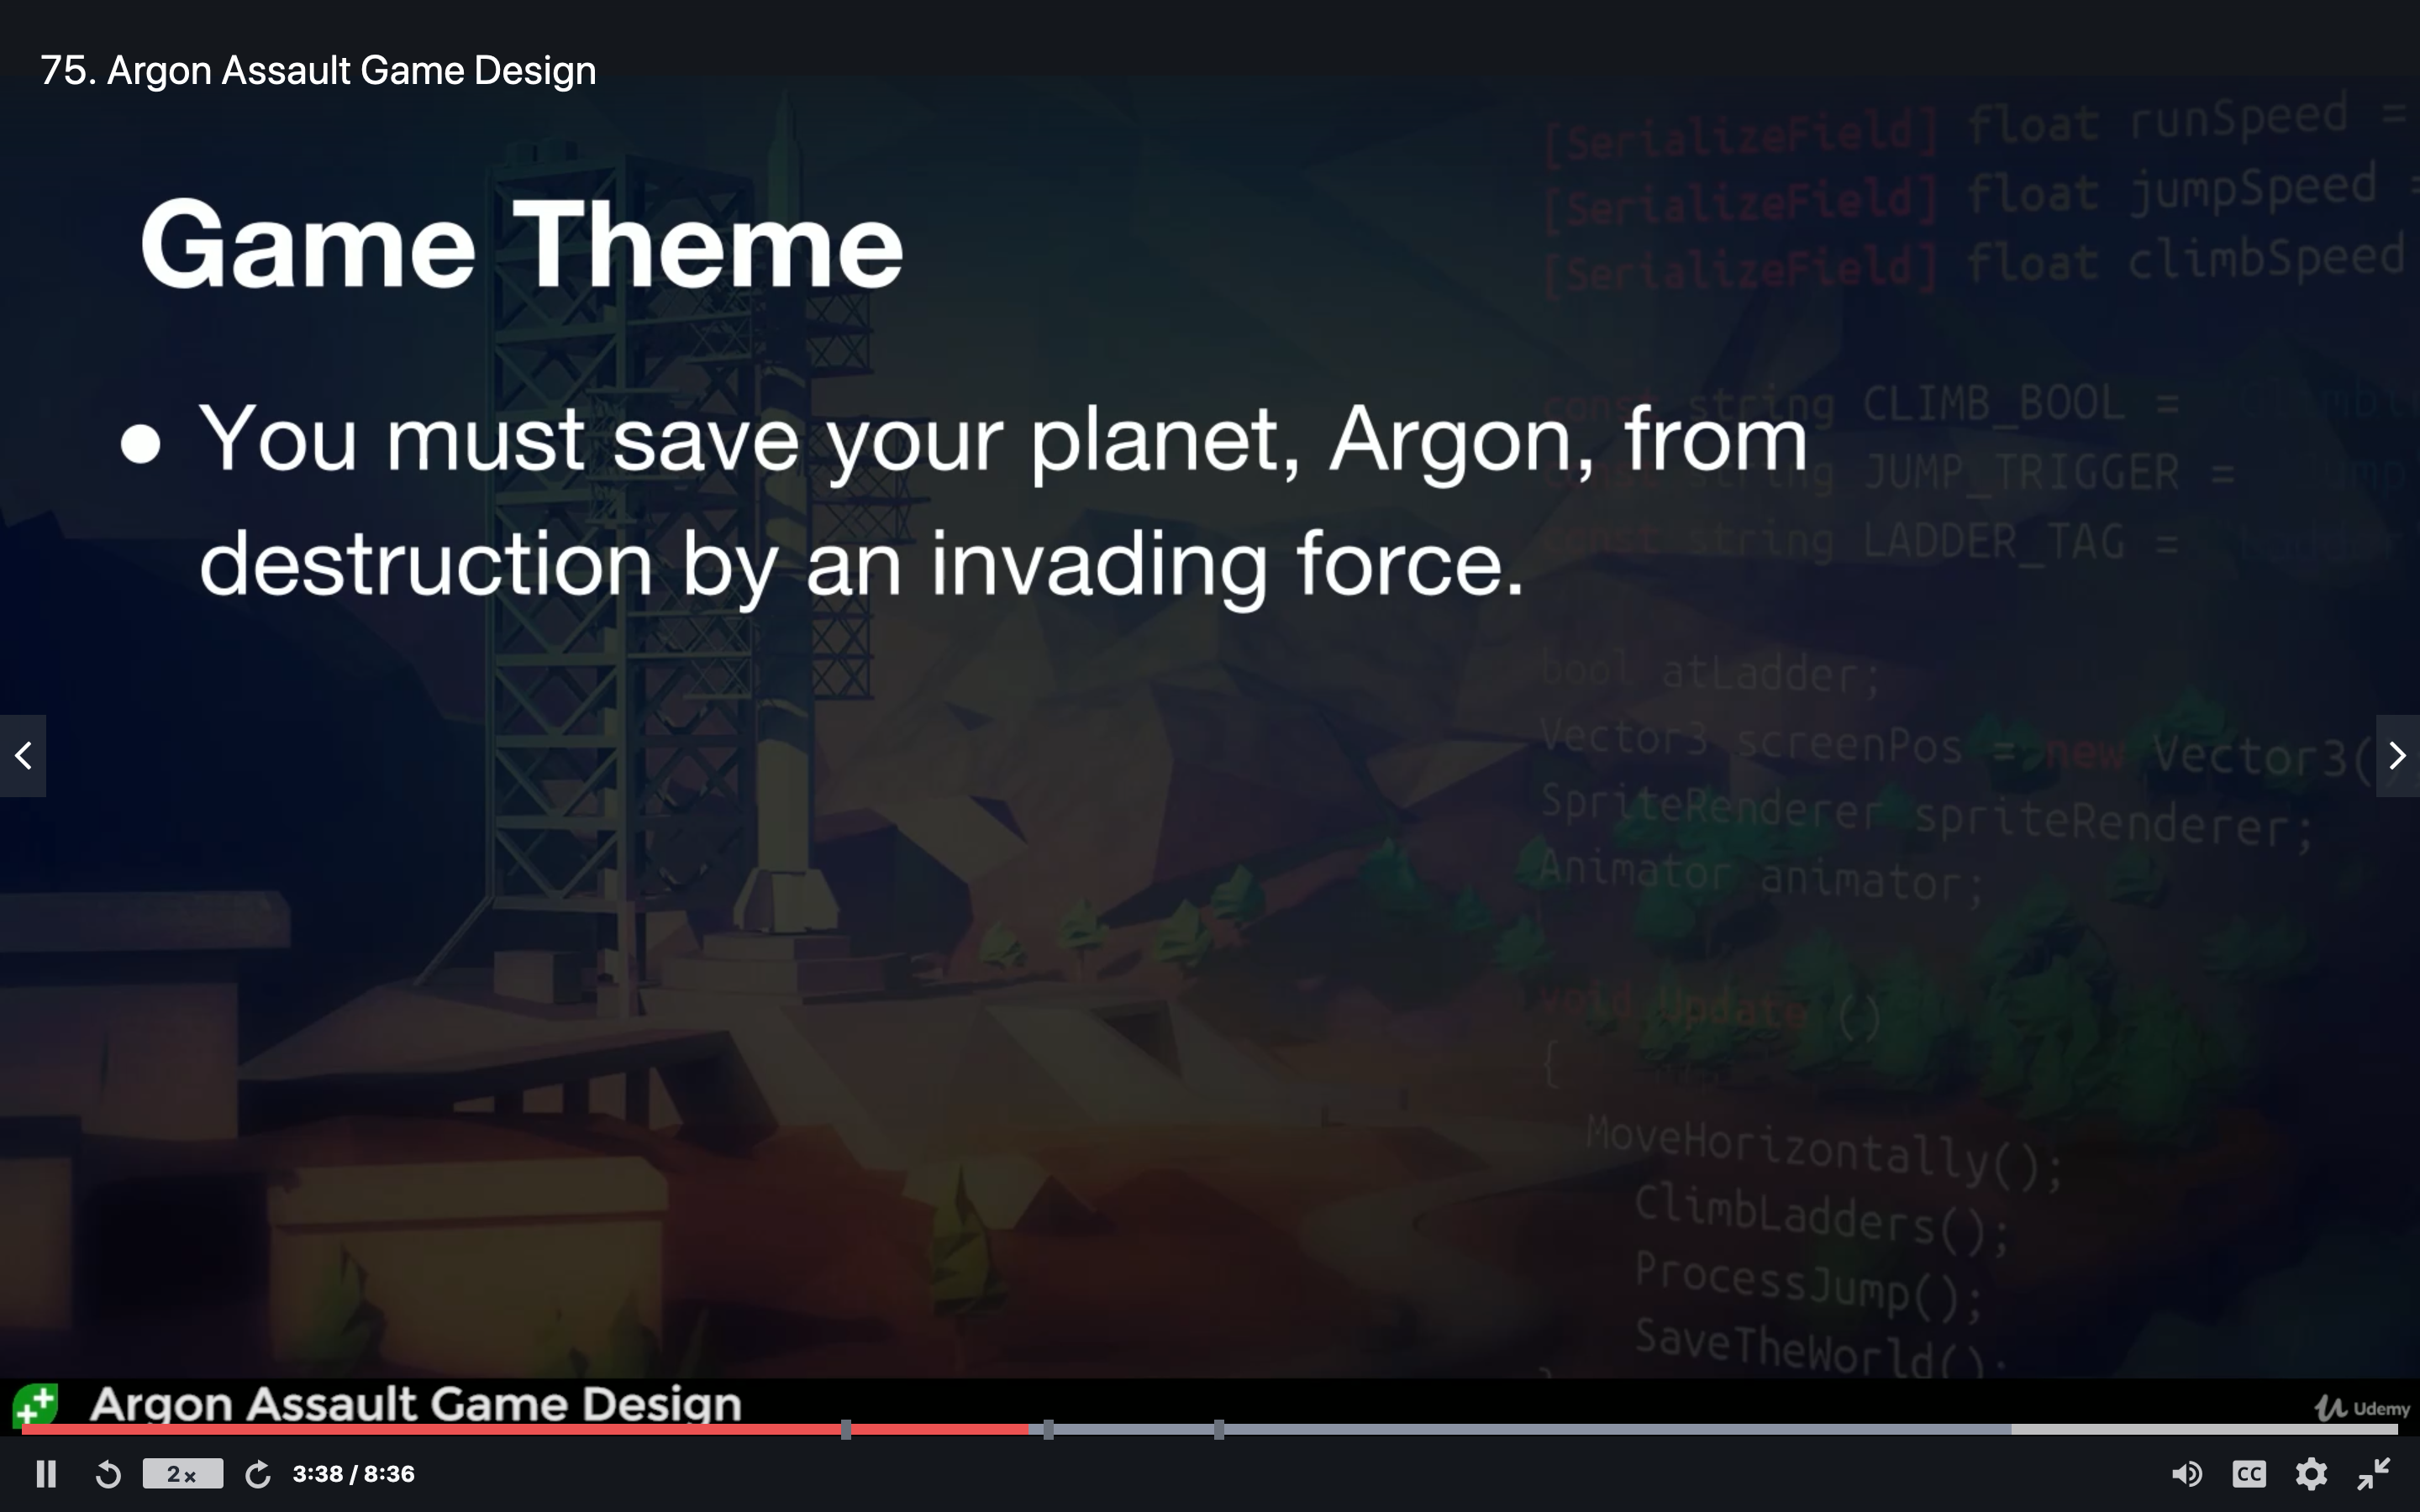 75. Argon Assault Game Design
[SerializeField] float runSpeed =
[SerializeField] float jumpSpeed =
[SerializeField] float climbSpeed
Game Theme
● You must save your planet, Argon, from
destruction by an invading force.
const string CLIMB_BOOL =
string JUMP_TRIGGER =
const string LADDER_TAG =
bool atLadder;
Vector3 screenPos = new Vector3(
SpriteRenderer spriteRenderer;
Animator animator;
void Update ()
{
MoveHorizontally();
ClimbLadders();
ProcessJump();
SaveTheWorld();
Argon Assault Game Design
Udemy
2x
3:38 / 8:36
CC